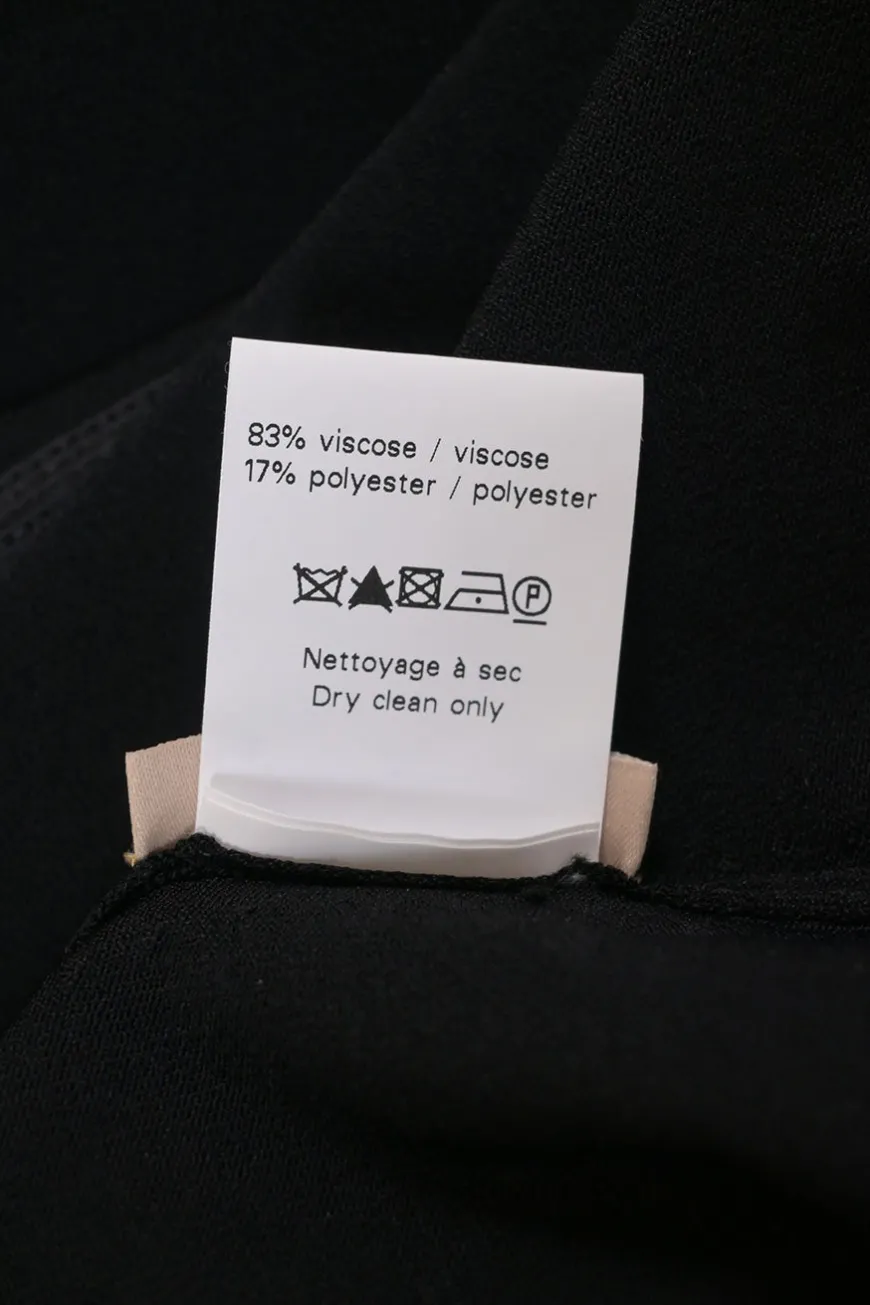 83% viscose / viscose
17% polyester / polyester
P
Nettoyage à sec
Dry clean only